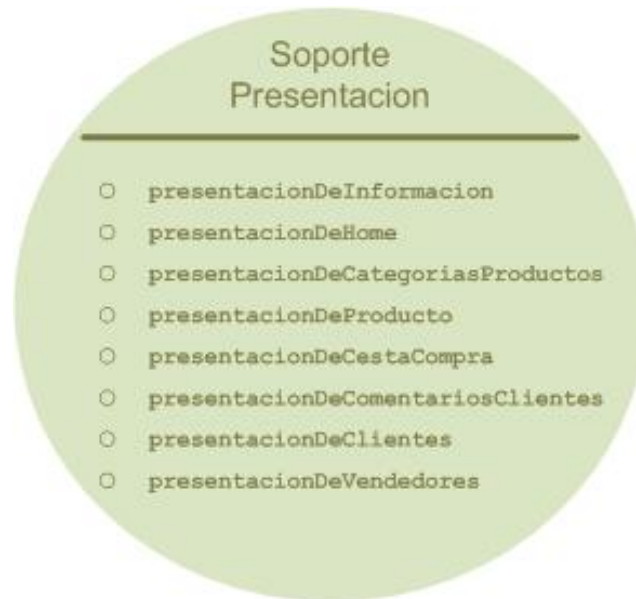 Soporte
Presentacion
presentacionDeInformacion
presentacionDeHome
presentacionDeCategoriasProductos
presentacionDeProducto
presentacionDeCestaCompra
presentacionDeComentariosClientes
presentacionDeClientes
presentacionDeVendedores